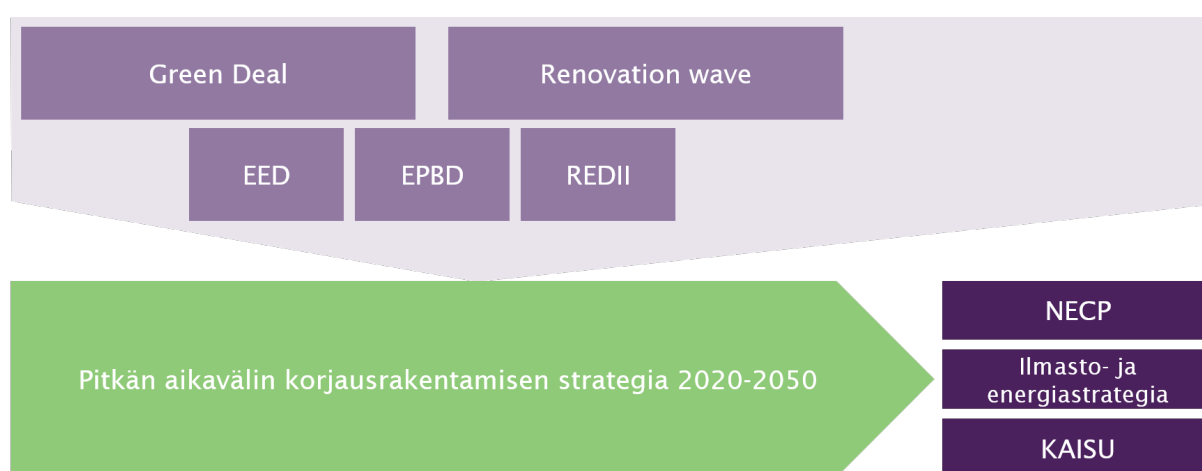 Green Deal
Renovation wave
EED
EPBD
REDII
Pitkän aikavälin korjausrakentamisen strategia 2020-2050
NECP
Ilmasto- ja
energiastrategia
KAISU